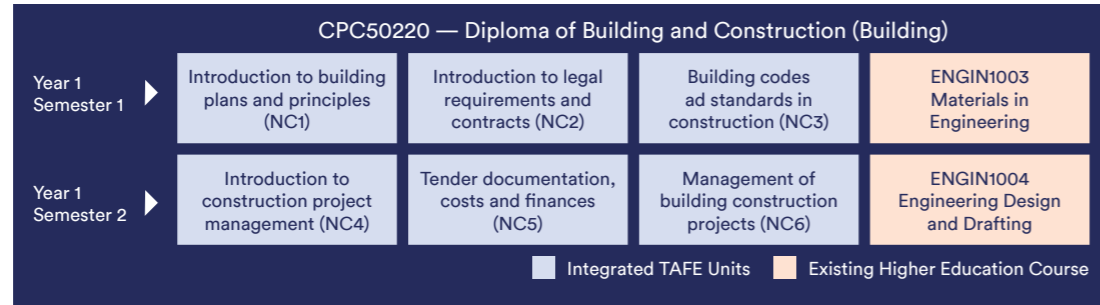 CPC50220 — Diploma of Building and Construction (Building)
Year 1
Semester 1
Introduction to building
plans and principles
(NC1)
Introduction to legal
requirements and
contracts (NC2)
Building codes
ad standards in
construction (NC3)
ENGIN1003
Materials in
Engineering
Year 1
Semester 2
Introduction to
construction project
management (NC4)
Tender documentation,
costs and finances
(NC5)
Management of
building construction
projects (NC6)
ENGIN1004
Engineering Design
and Drafting
Integrated TAFE Units
Existing Higher Education Course